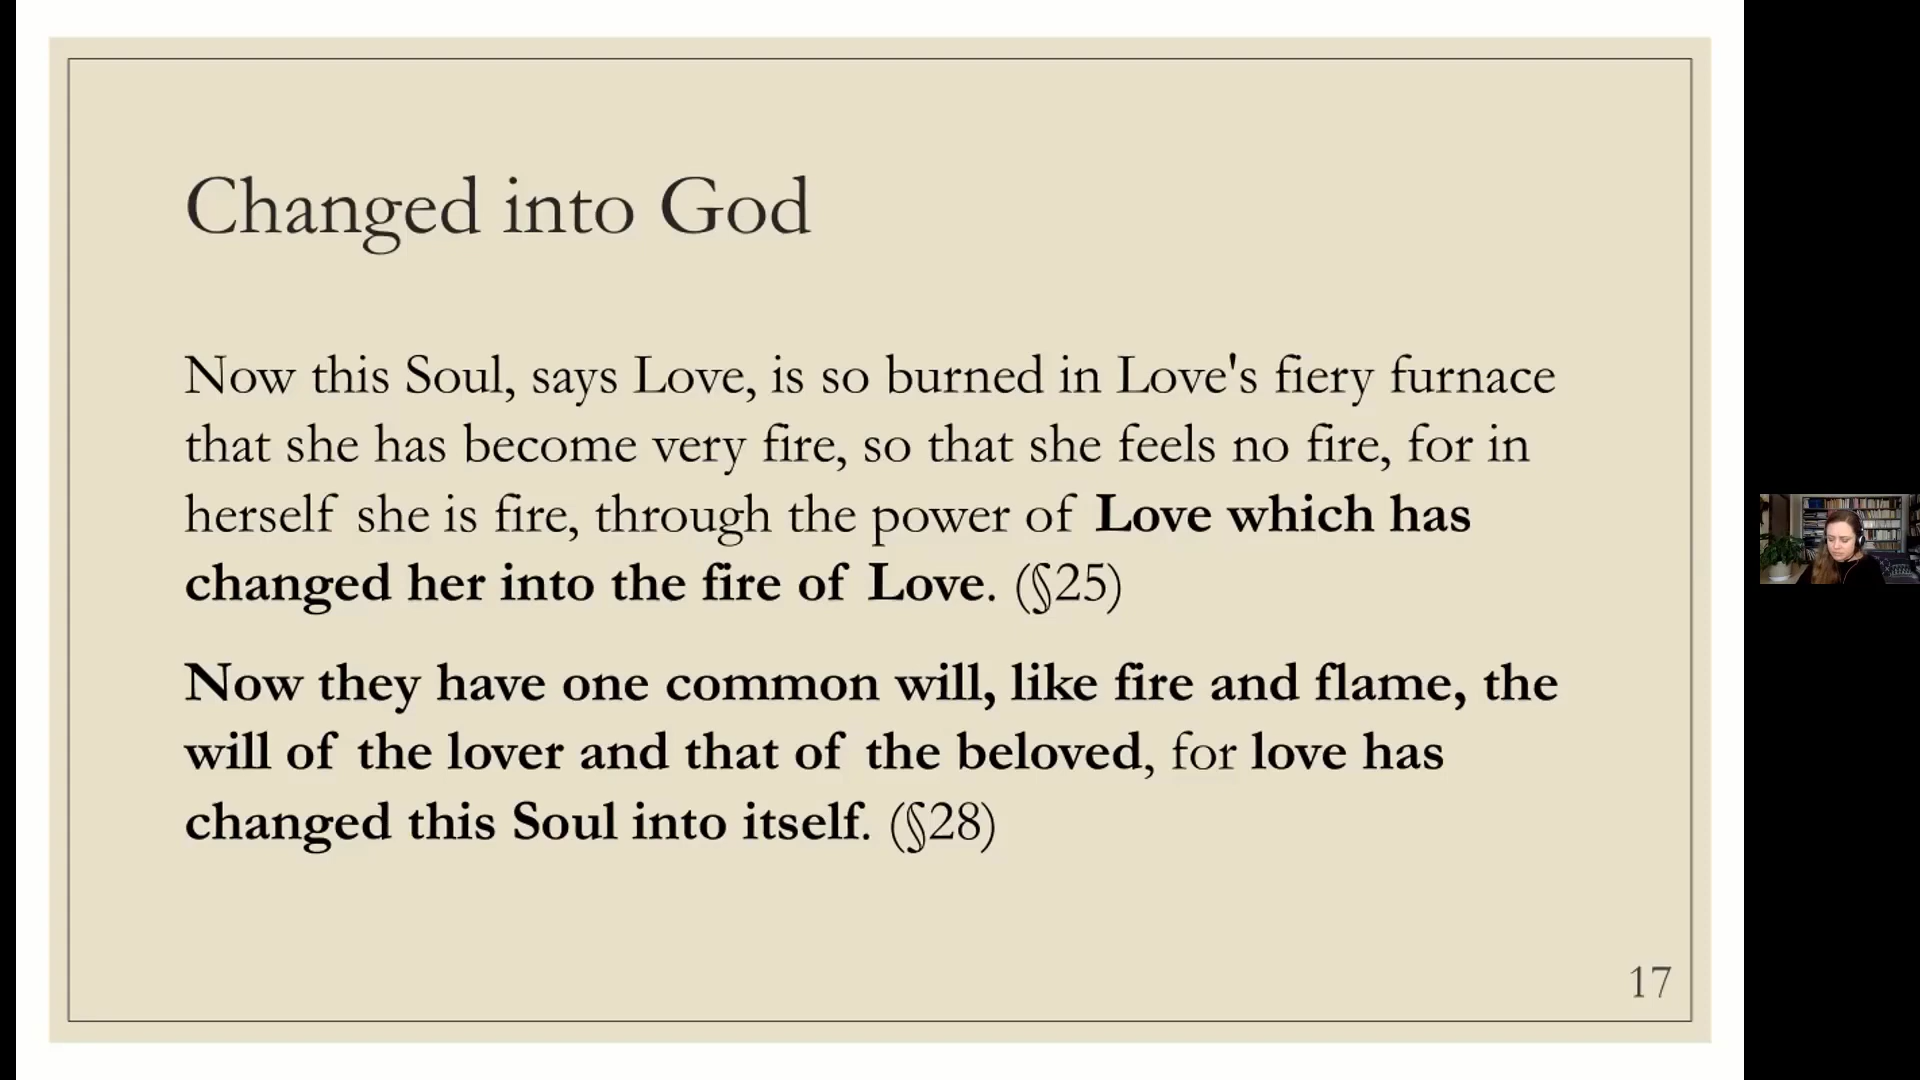 Changed into God
Now this Soul, says Love, is so burned in Love's fiery furnace
that she has become very fire, so that she feels no fire, for in
herself she is fire, through the power of Love which has
changed her into the fire of Love. (§25)
Now they have one common will, like fire and flame, the
will of the lover and that of the beloved, for love has
changed this Soul into itself. (§28)
17